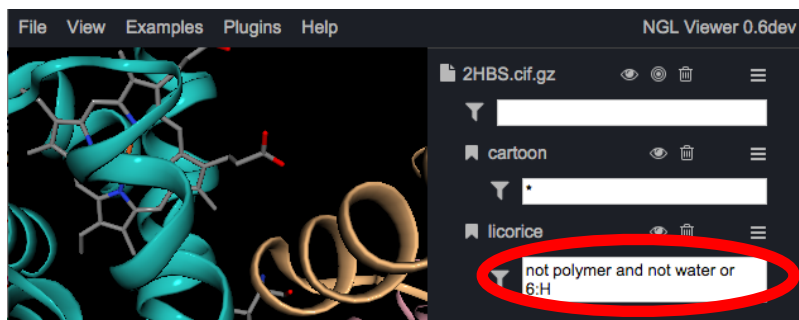 File View Examples Plugins Help NGL Viewer 0.6dev
2HBS.cif.gz
cartoon
*
licorice
not polymer and not water or
6:H